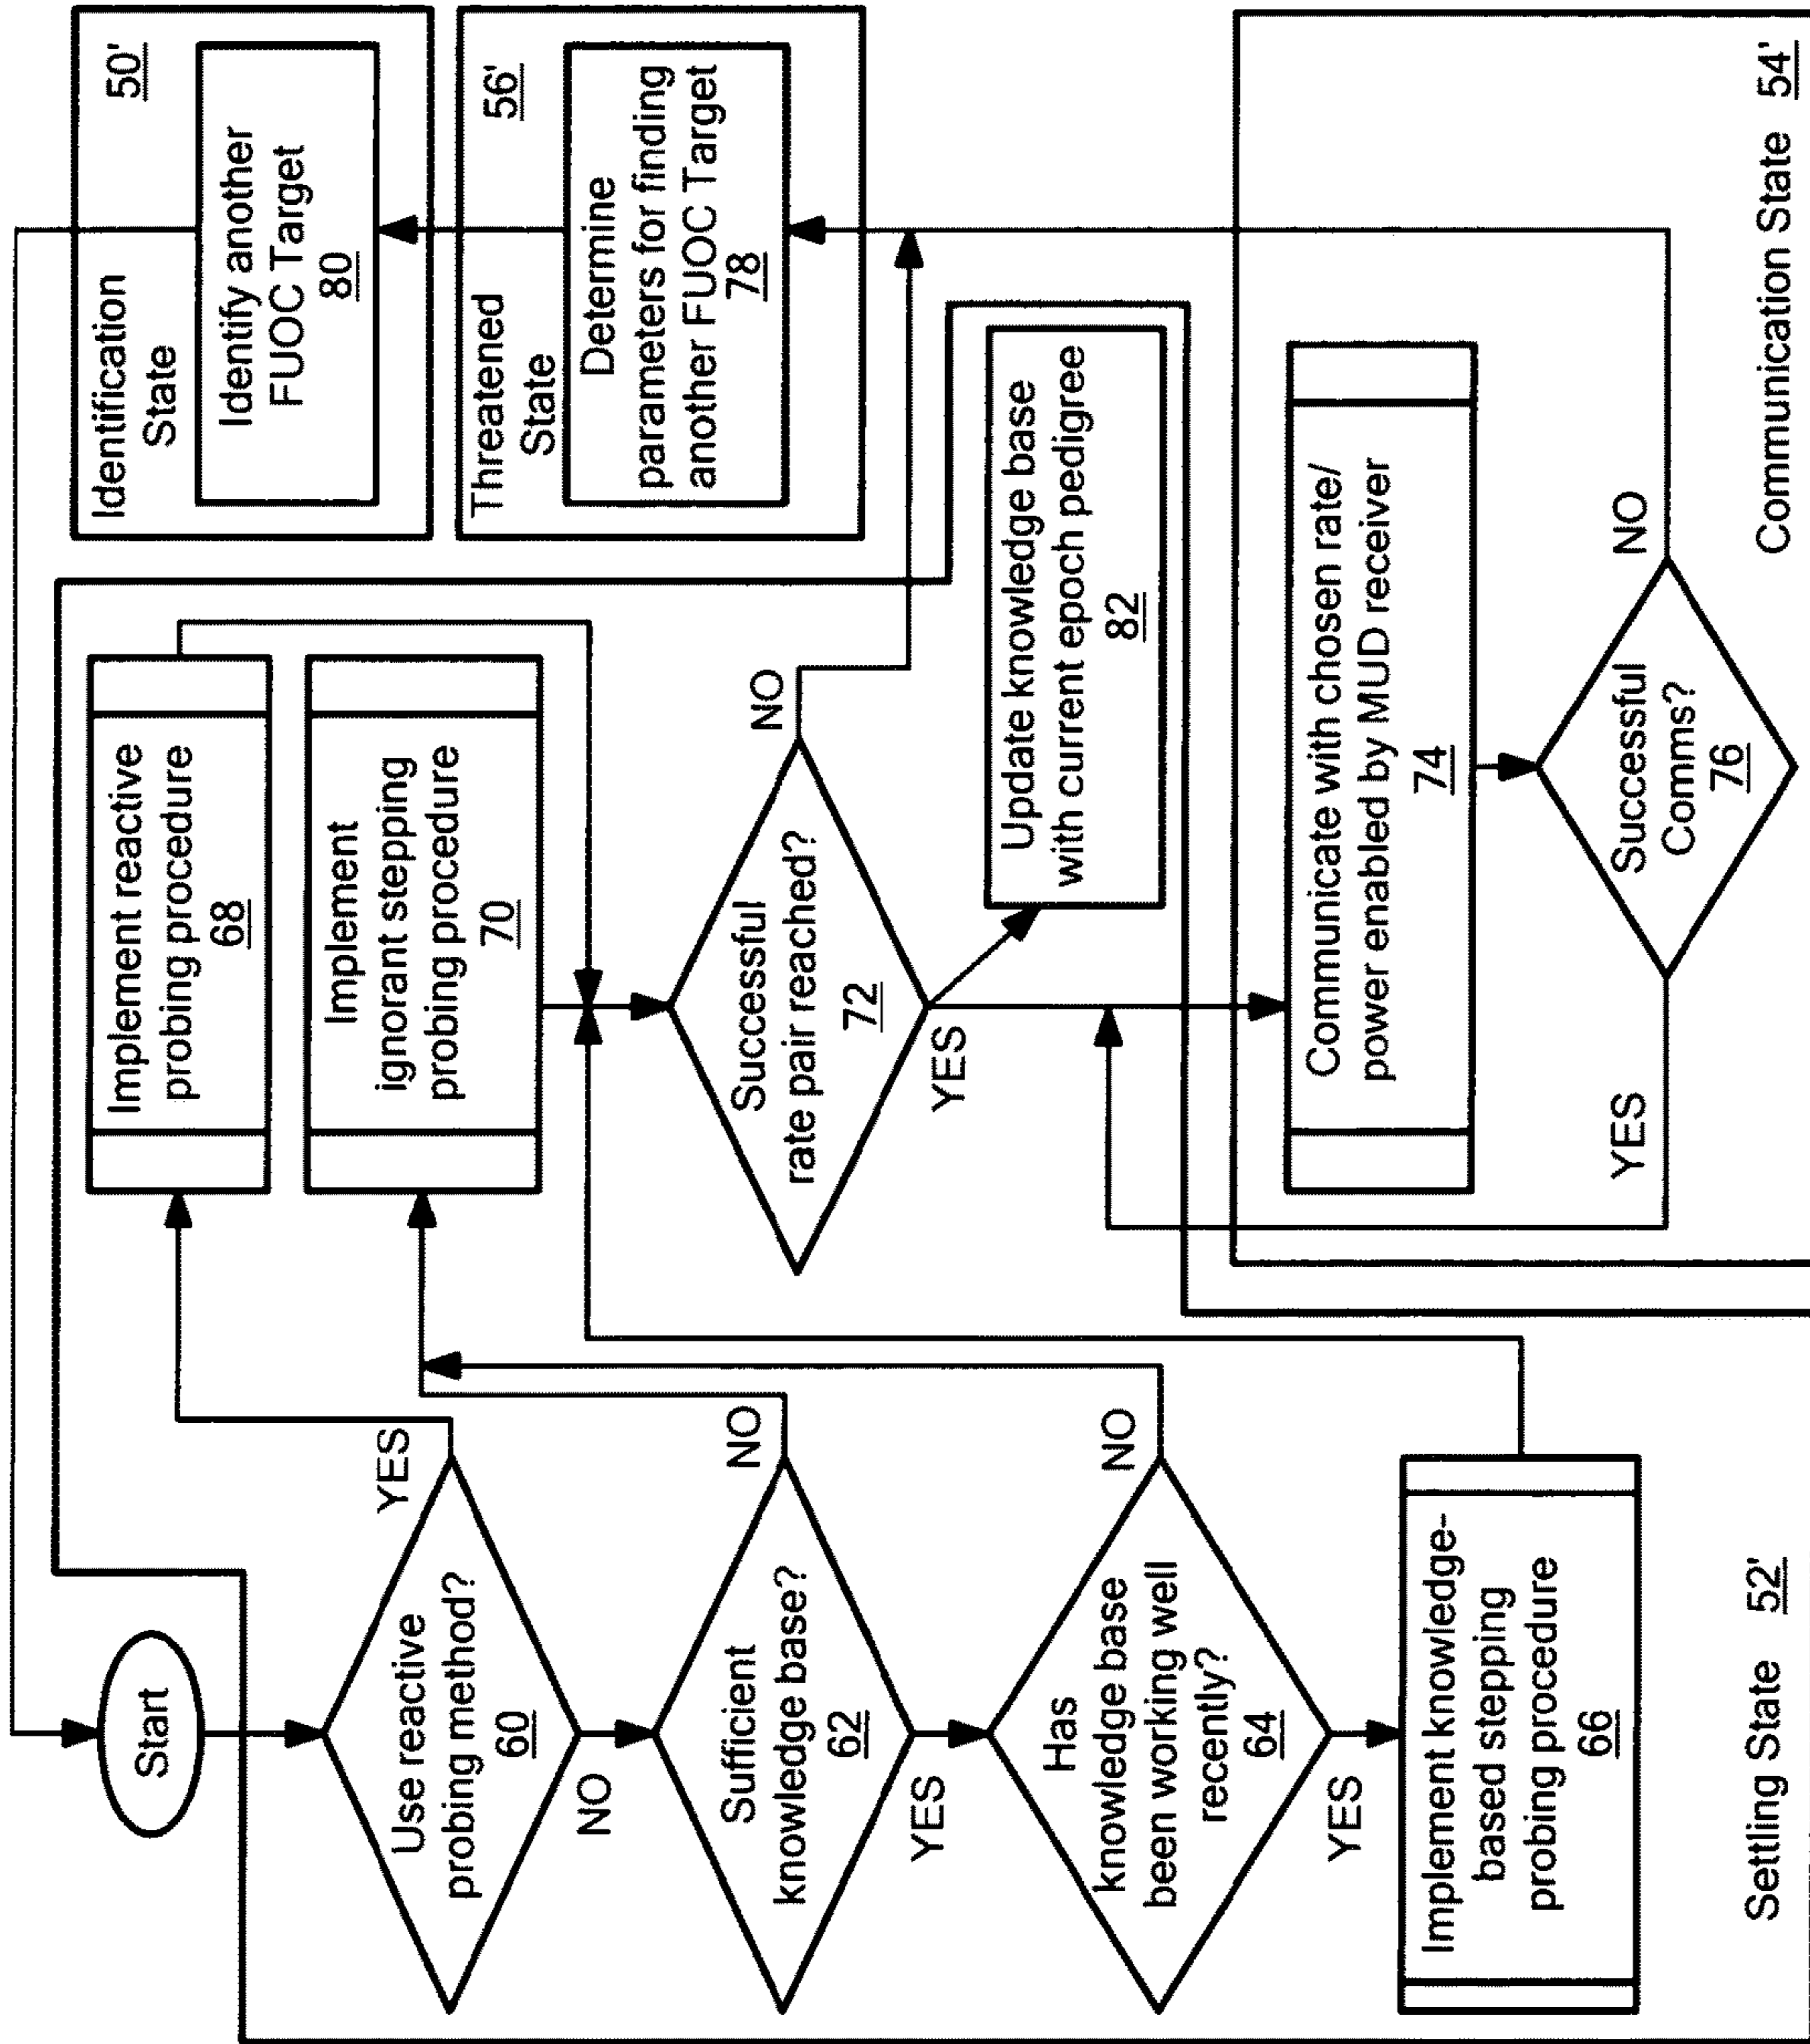 Start
Use reactive
probing method?
60
YES
NO
Sufficient
knowledge base?
62
NO
YES
Has
knowledge base
been working well
recently?
64
NO
YES
Implement knowledge-
based stepping
probing procedure
66
Settling State 52'
Implement reactive
probing procedure
68
Implement
ignorant stepping
probing procedure
70
Successful
rate pair reached?
72
NO
YES
Update knowledge base
with current epoch pedigree
82
Communicate with chosen rate/
power enabled by MUD receiver
74
Successful
Comms?
76
YES
NO
Communication State 54'
Identification
State
50'
Identify another
FUOC Target
80
Threatened
State
56'
Determine
parameters for finding
another FUOC Target
78